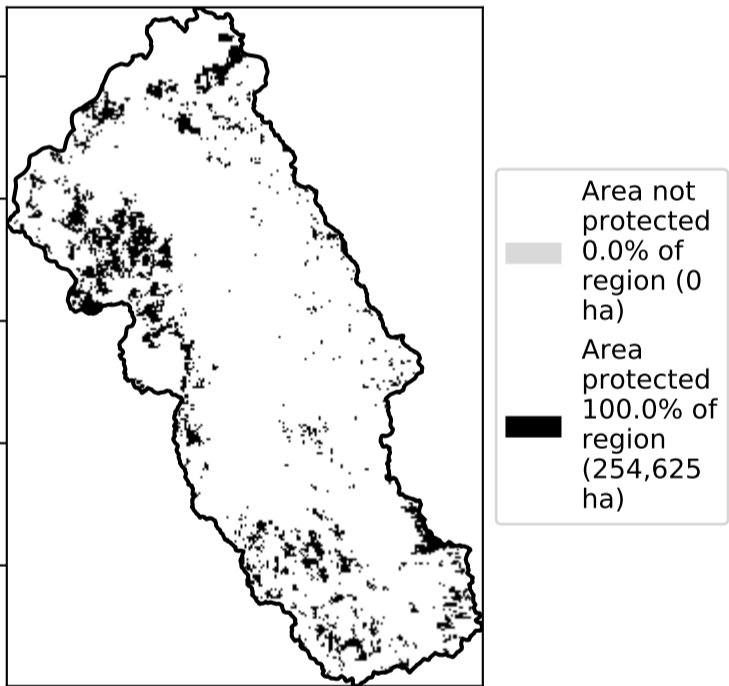 Area not
protected
0.0% of
region (0
ha)
Area
protected
100.0% of
region
(254,625
ha)